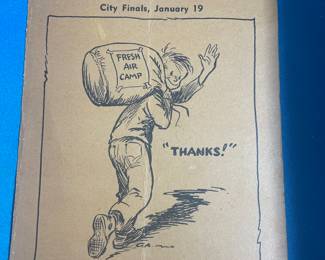 City Finals, January 19
FRESH
AIR
CAMP
"THANKS!"